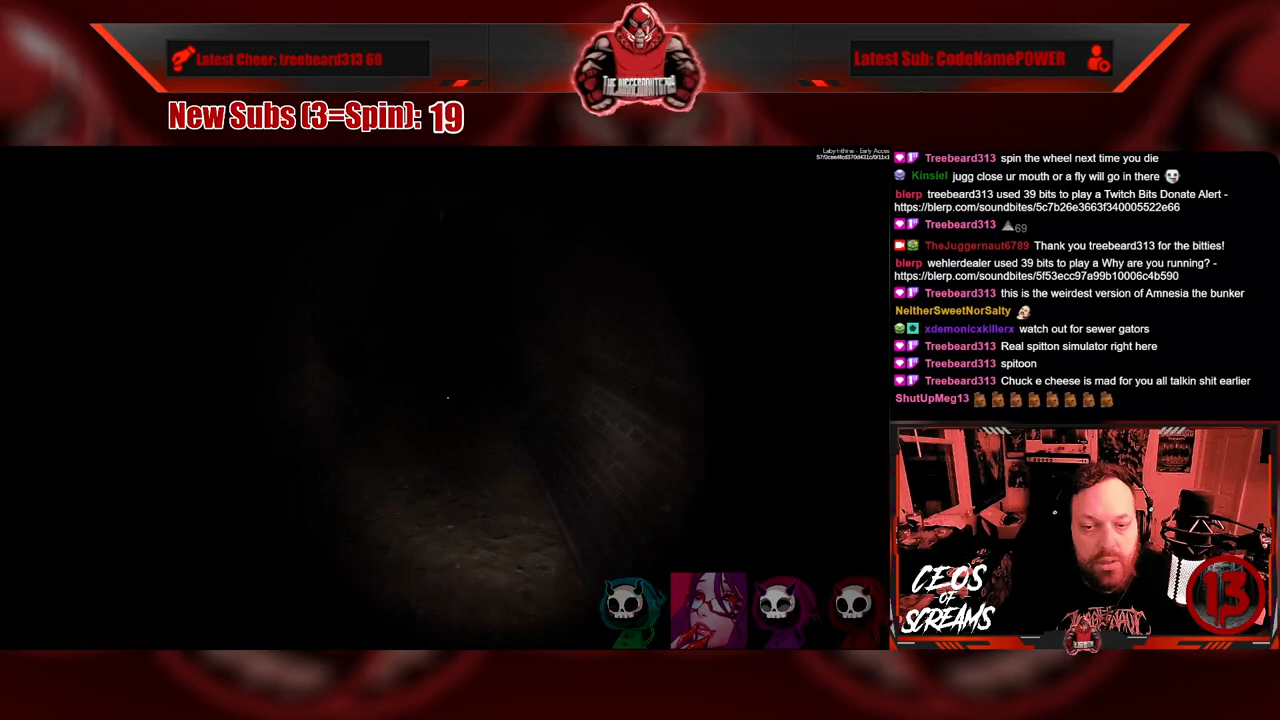 Latest Cheer: treebeard313 69
THEJUGGERNAUT6789
Latest Sub: CodeNamePOWER
New Subs (3=Spin): 19
Labyrinthine - Early Access
Treebeard313 spin the wheel next time you die
Kinsiel jugg close ur mouth or a fly will go in there
blerp treebeard313 used 39 bits to play a Twitch Bits Donate Alert -
https://blerp.com/soundbites/5c7b26e3663f340005522e66
Treebeard313 69
TheJuggernaut6789 Thank you treebeard313 for the bitties!
blerp wehlerdealer used 39 bits to play a Why are you running? -
https://blerp.com/soundbites/5f53ecc97a99b10006c4b590
Treebeard313 this is the weirdest version of Amnesia the bunker
NeitherSweetNorSalty
xdemonicxkillerx watch out for sewer gators
Treebeard313 Real spitton simulator right here
Treebeard313 spitoon
Treebeard313 Chuck e cheese is mad for you all talkin shit earlier
ShutUpMeg13
CEOS
OF
SCREAMS
13